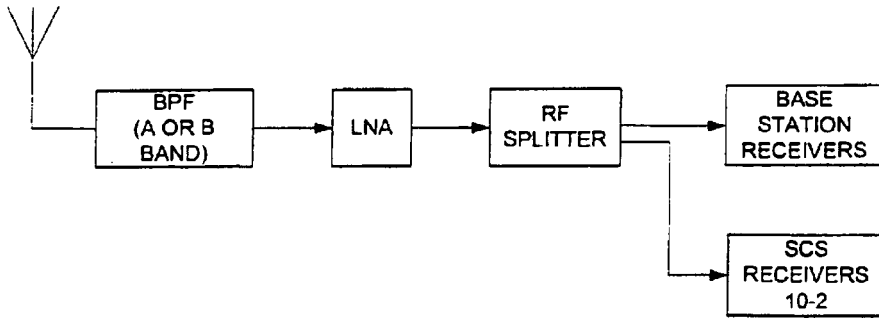 BPF
(A OR B
BAND)
LNA
RF
SPLITTER
BASE
STATION
RECEIVERS
SCS
RECEIVERS
10-2